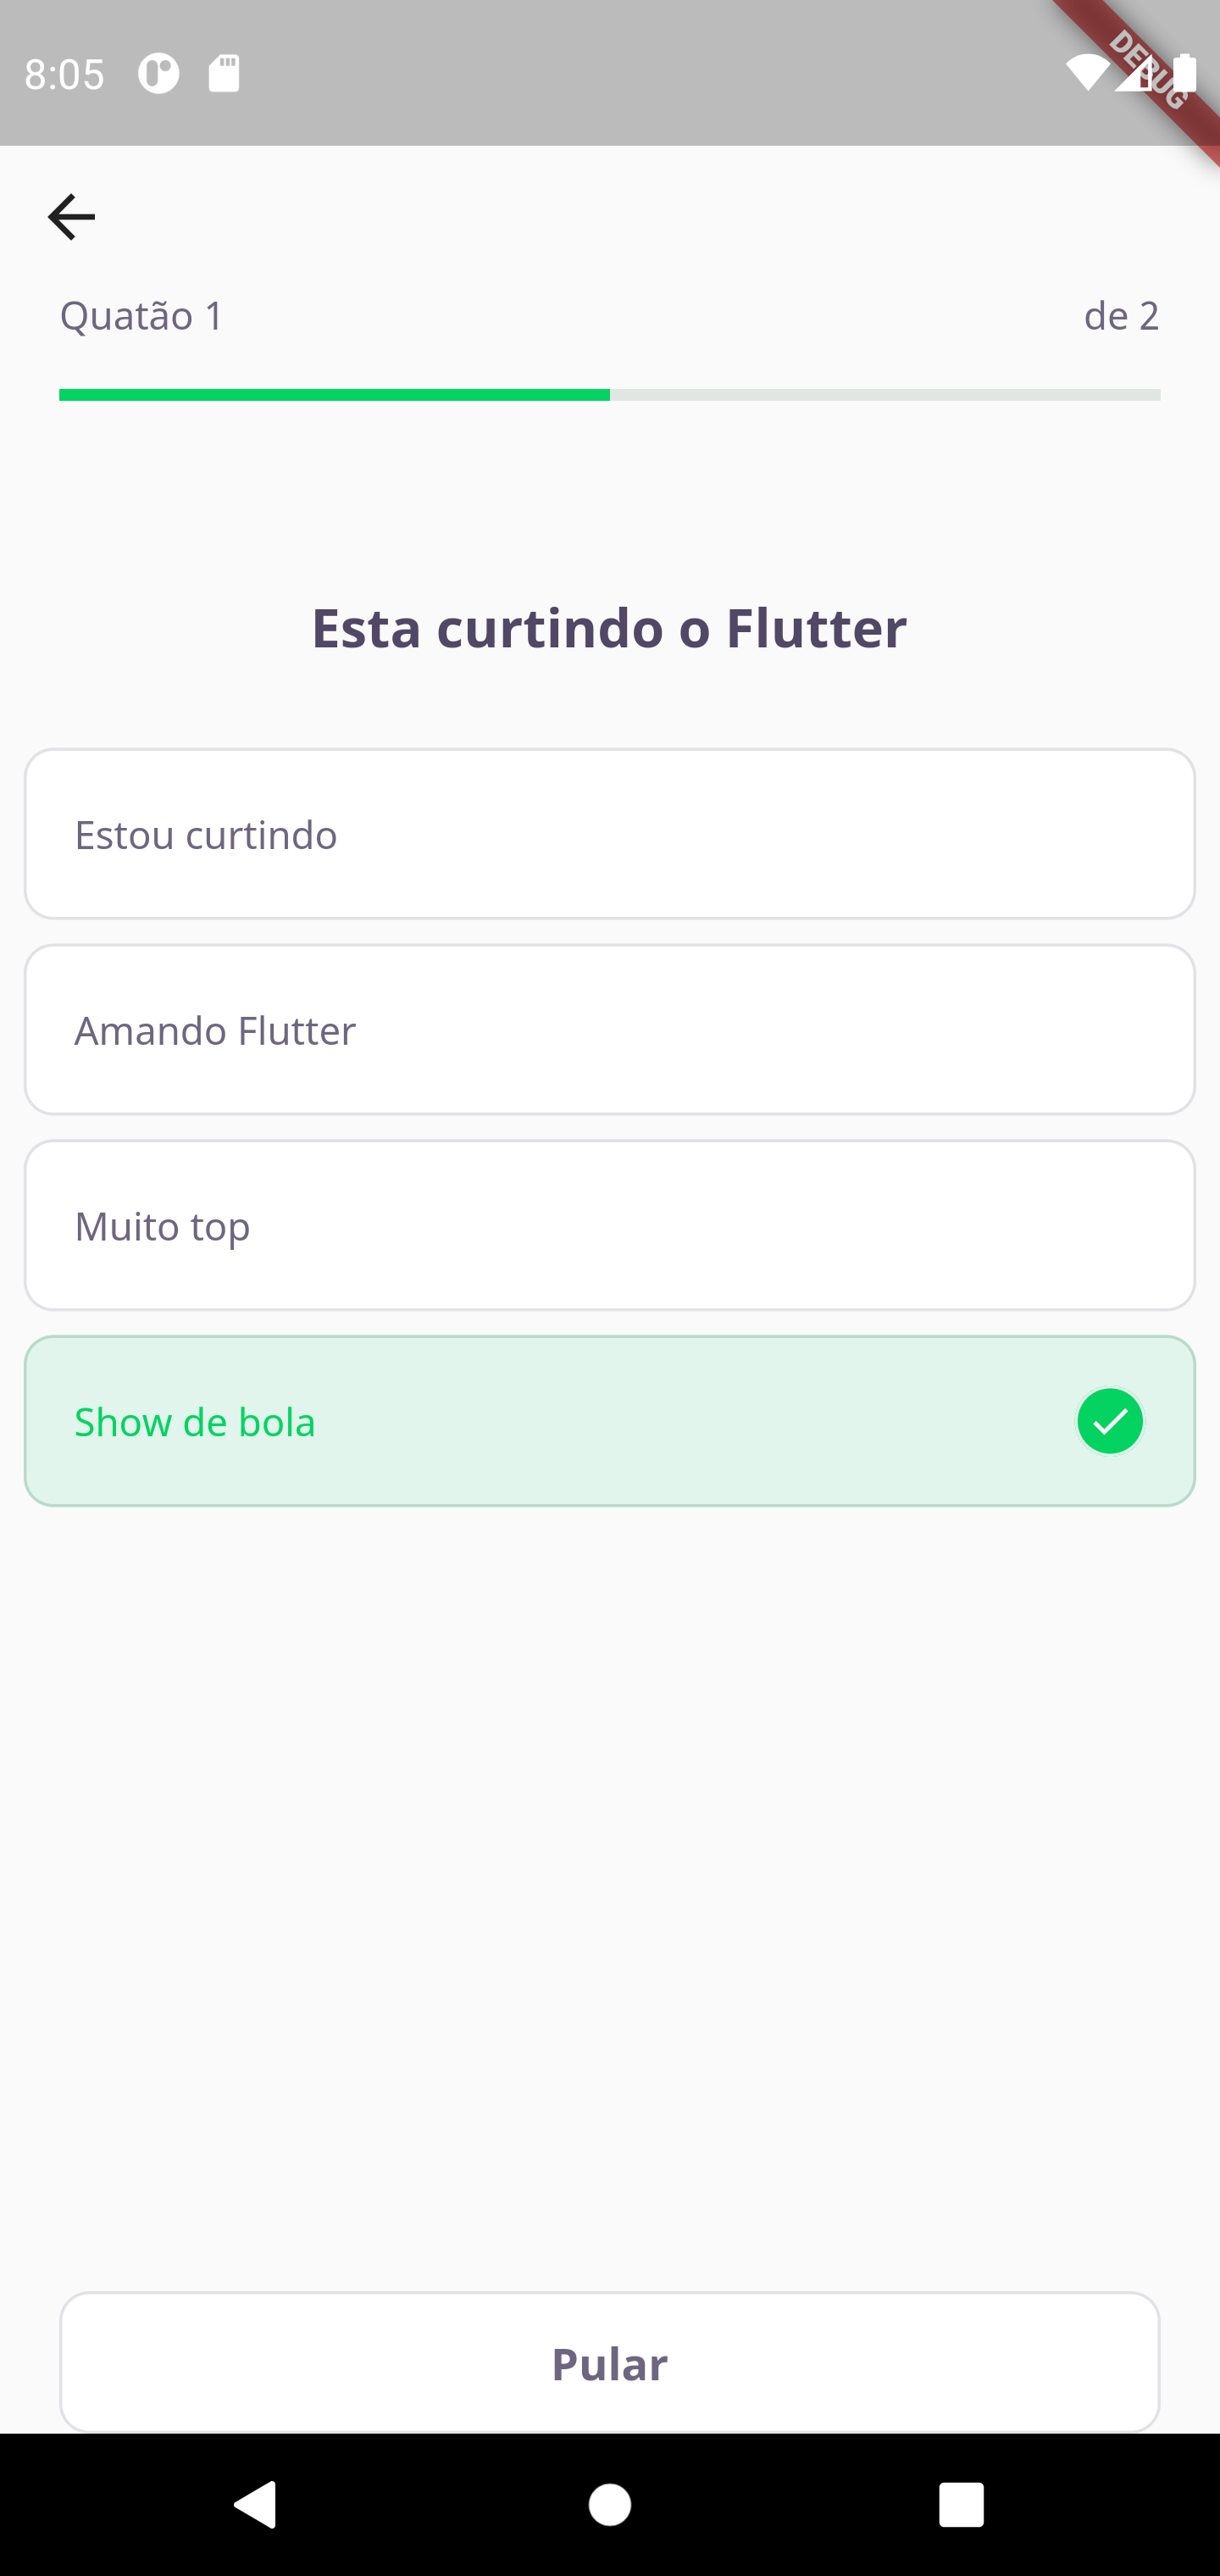 8:05
DEBUG
Quatão 1
de 2
Esta curtindo o Flutter
Estou curtindo
Amando Flutter
Muito top
Show de bola
Pular